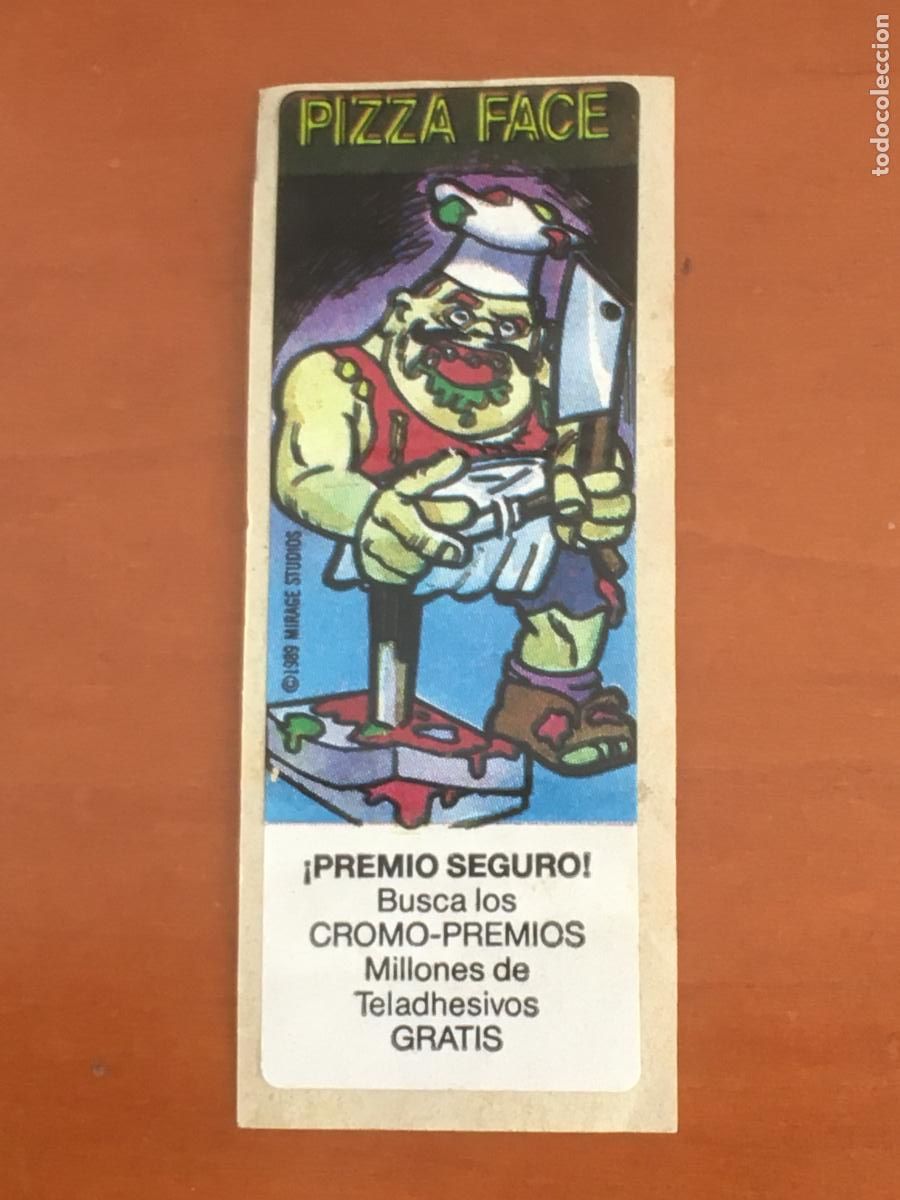 PIZZA FACE
©1989 MIRAGE STUDIOS
¡PREMIO SEGURO!
Busca los
CROMO-PREMIOS
Millones de
Teladhesivos
GRATIS
todocoleccion